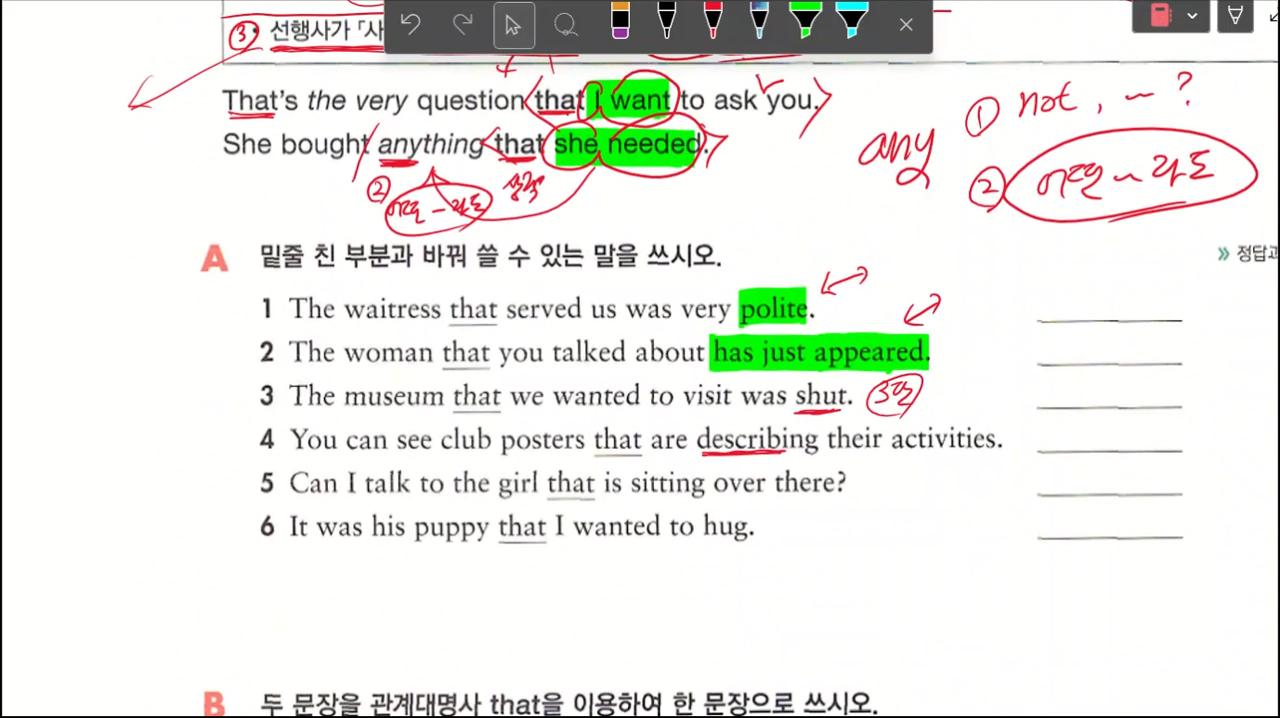 ③ 선행사가 「사
That's the very question that I want to ask you.
① not, ~ ?
She bought anything that she needed.
any
② 어떤 ~ 라도
② 어떤 ~ 라도
생략
A 밑줄 친 부분과 바꿔 쓸 수 있는 말을 쓰시오.
» 정답과
1 The waitress that served us was very polite.
2 The woman that you talked about has just appeared.
3 The museum that we wanted to visit was shut.
4 You can see club posters that are describing their activities.
5 Can I talk to the girl that is sitting over there?
6 It was his puppy that I wanted to hug.
B 두 문장을 관계대명사 that을 이용하여 한 문장으로 쓰시오.